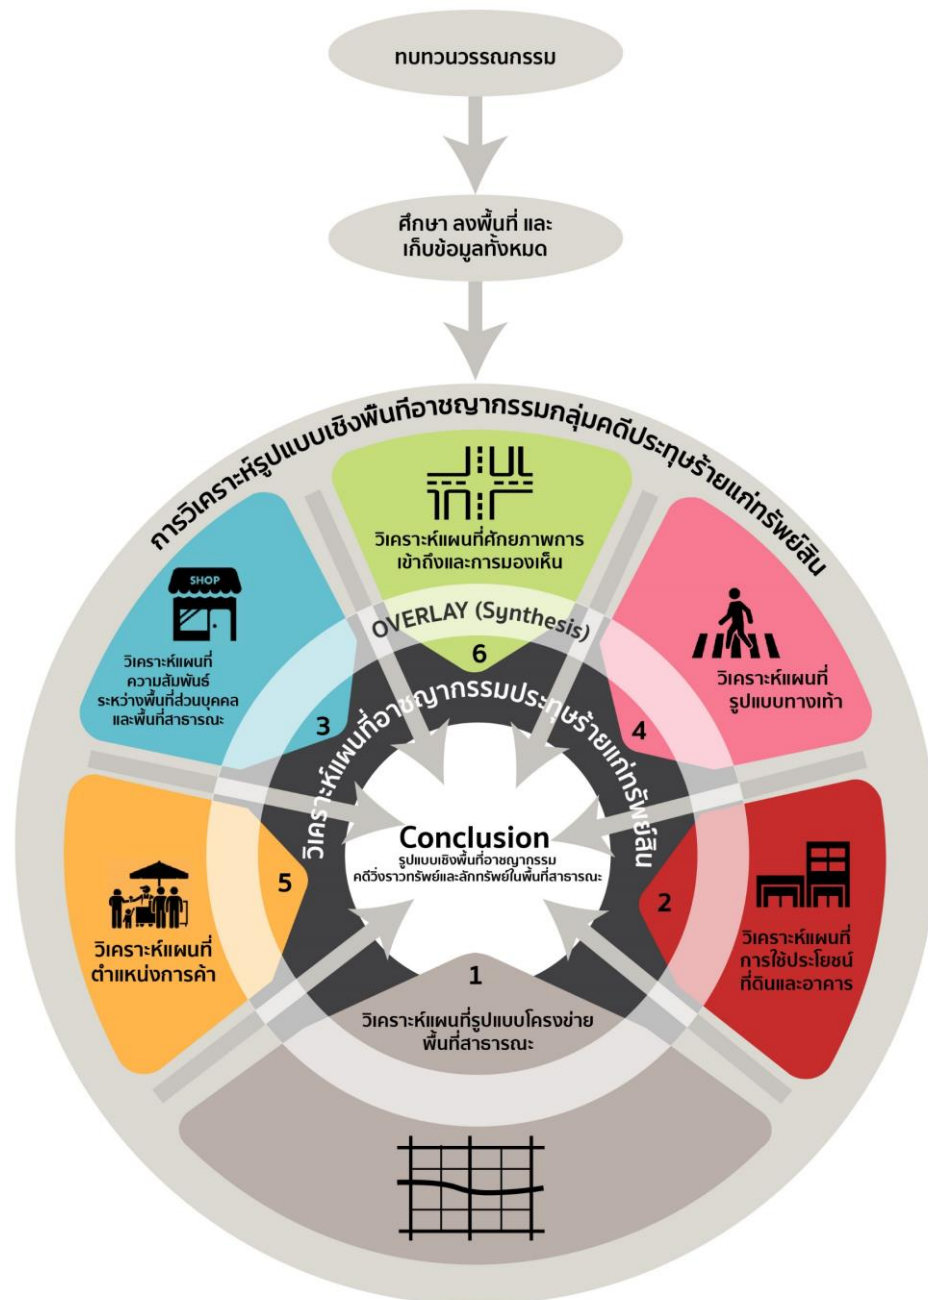 ทบทวนวรรณกรรม
ศึกษา ลงพื้นที่ และ
เก็บข้อมูลทั้งหมด
การวิเคราะห์รูปแบบเชิงพื้นที่อาชญากรรมกลุ่มคดีประทุษร้ายแก่ทรัพย์สิน
วิเคราะห์แผนที่ศักยภาพการ
เข้าถึงและการมองเห็น
OVERLAY (Synthesis)
6
SHOP
วิเคราะห์แผนที่
ความสัมพันธ์
ระหว่างพื้นที่ส่วนบุคคล
และพื้นที่สาธารณะ
3
วิเคราะห์แผนที่
รูปแบบทางเท้า
4
วิเคราะห์แผนที่อาชญากรรมประทุษร้ายแก่ทรัพย์สิน
Conclusion
รูปแบบเชิงพื้นที่อาชญากรรม
คดีวิ่งราวทรัพย์และลักทรัพย์ในพื้นที่สาธารณะ
5
วิเคราะห์แผนที่
ตำแหน่งการค้า
2
วิเคราะห์แผนที่
การใช้ประโยชน์
ที่ดินและอาคาร
1
วิเคราะห์แผนที่รูปแบบโครงข่าย
พื้นที่สาธารณะ